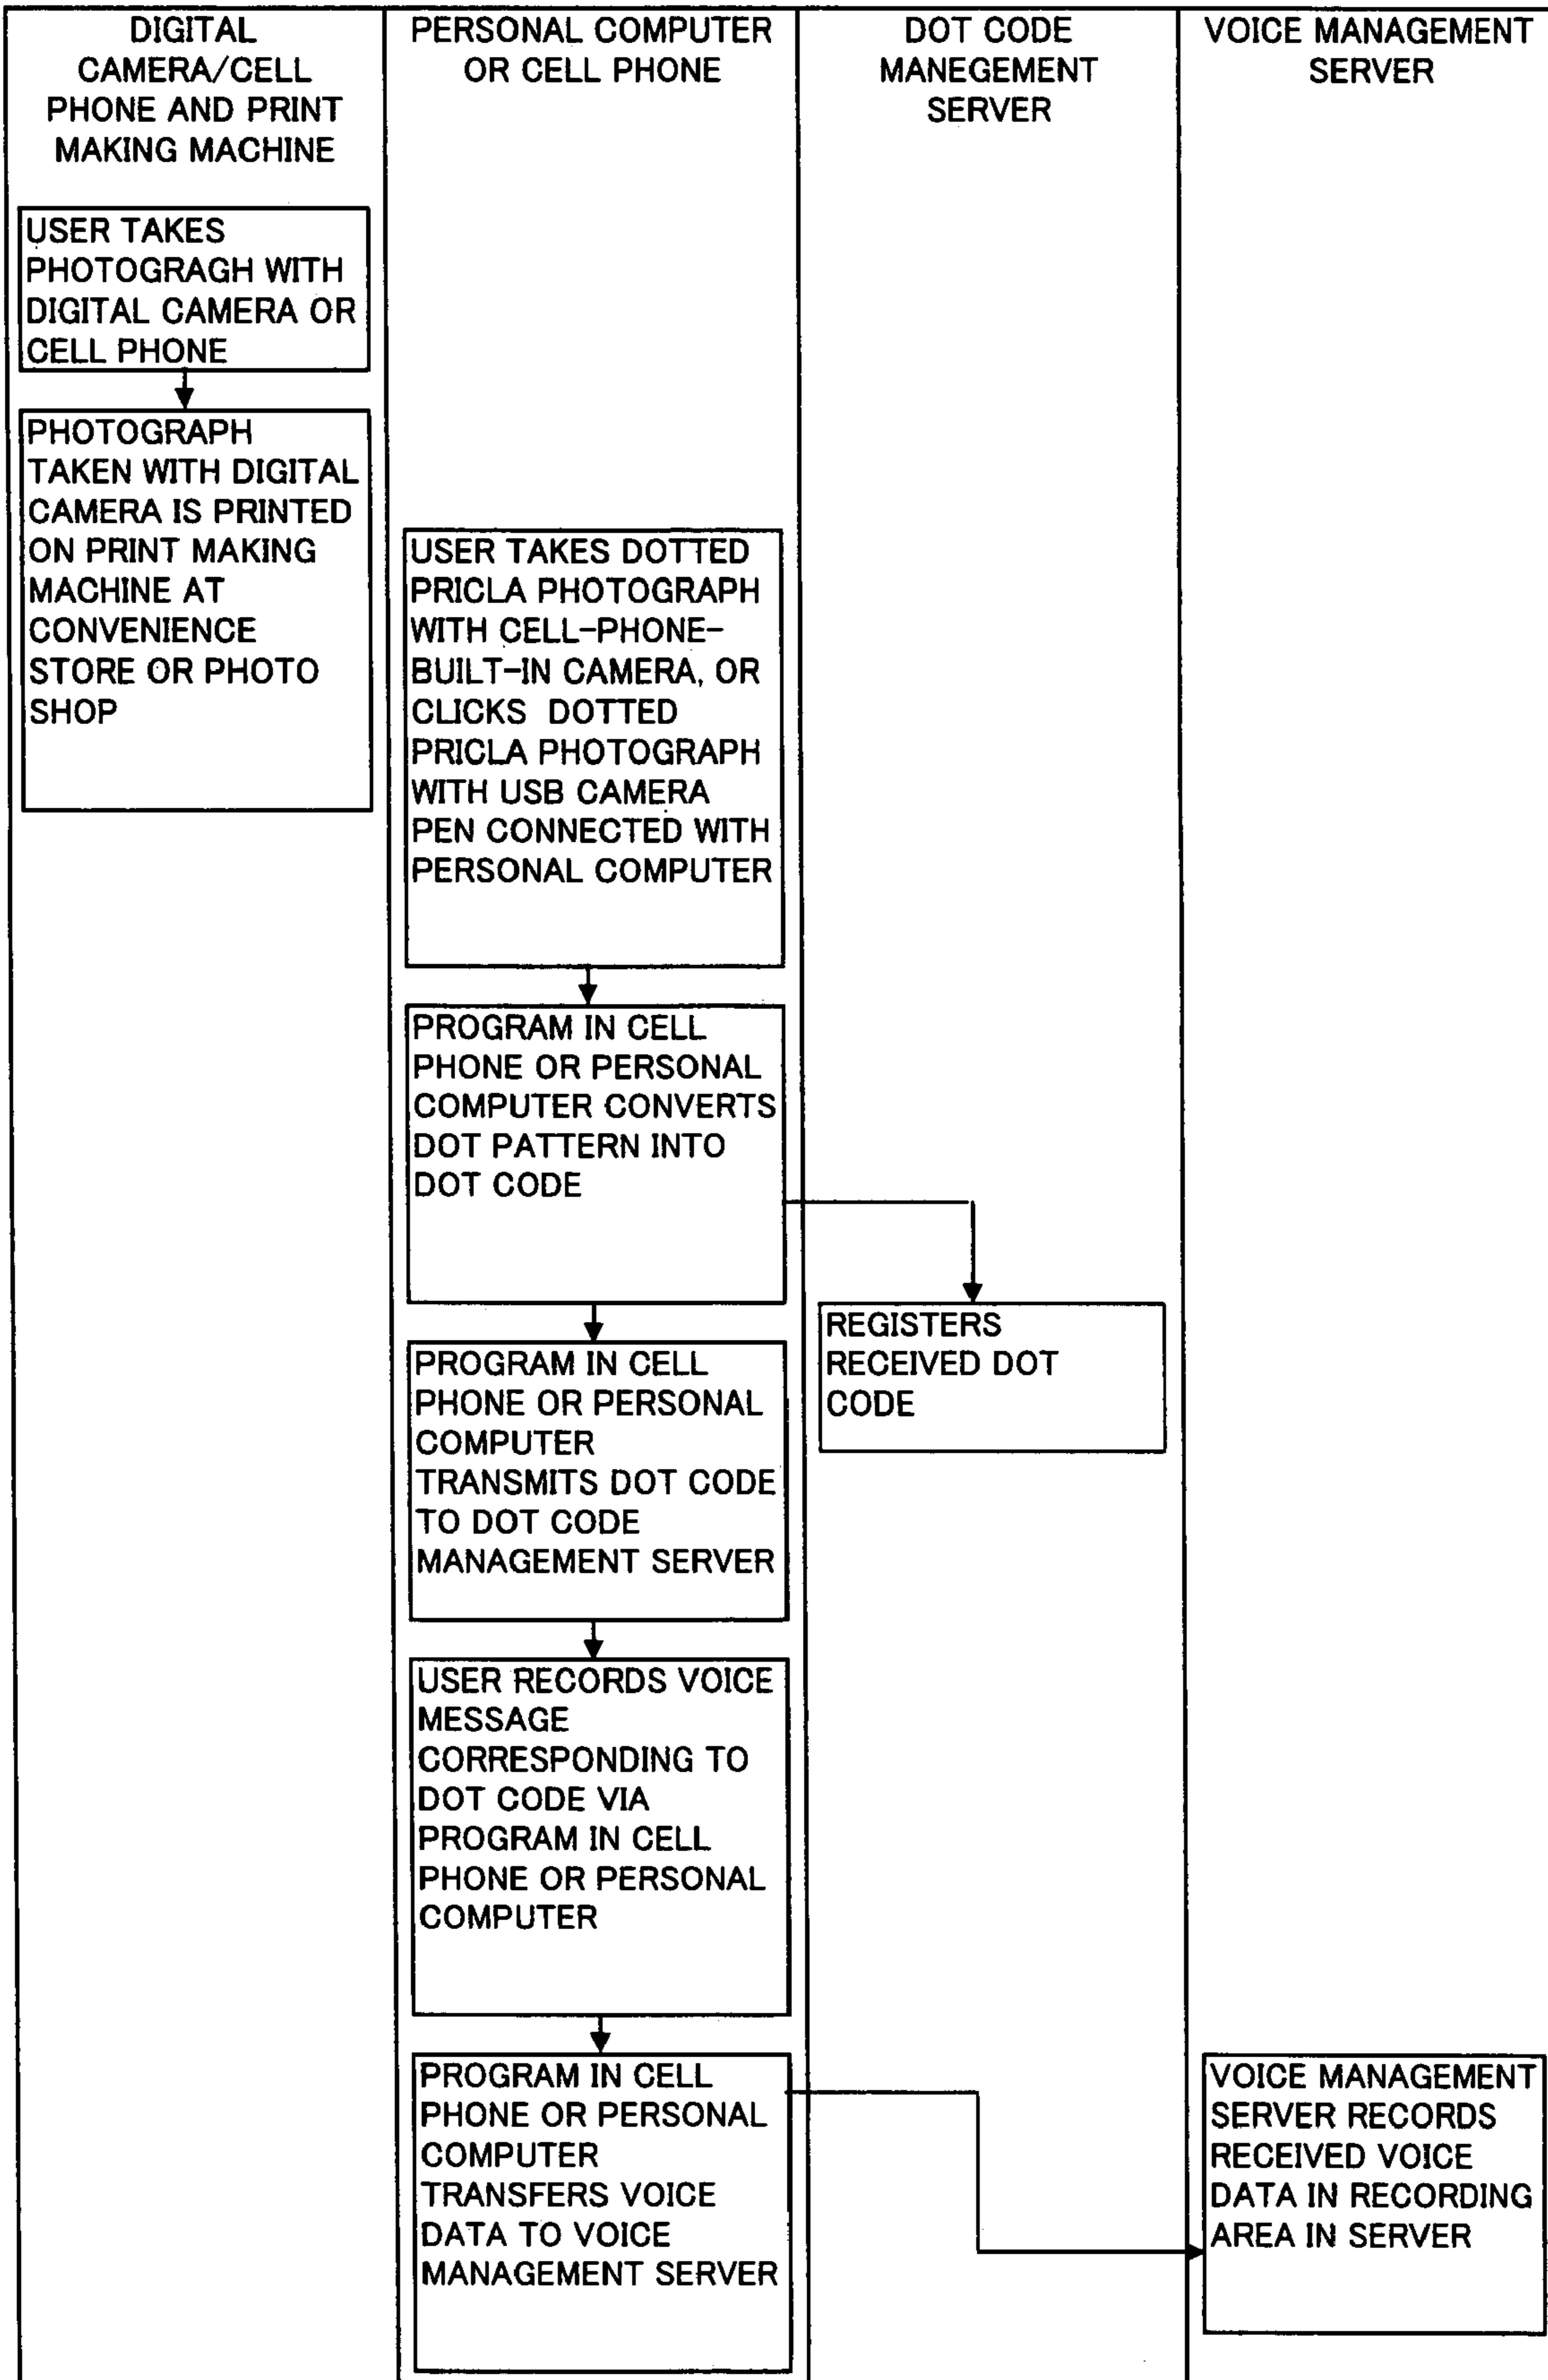 DIGITAL
CAMERA/CELL
PHONE AND PRINT
MAKING MACHINE
PERSONAL COMPUTER
OR CELL PHONE
DOT CODE
MANEGEMENT
SERVER
VOICE MANAGEMENT
SERVER
USER TAKES
PHOTOGRAGH WITH
DIGITAL CAMERA OR
CELL PHONE
PHOTOGRAPH
TAKEN WITH DIGITAL
CAMERA IS PRINTED
ON PRINT MAKING
MACHINE AT
CONVENIENCE
STORE OR PHOTO
SHOP
USER TAKES DOTTED
PRICLA PHOTOGRAPH
WITH CELL-PHONE-
BUILT-IN CAMERA, OR
CLICKS DOTTED
PRICLA PHOTOGRAPH
WITH USB CAMERA
PEN CONNECTED WITH
PERSONAL COMPUTER
PROGRAM IN CELL
PHONE OR PERSONAL
COMPUTER CONVERTS
DOT PATTERN INTO
DOT CODE
REGISTERS
RECEIVED DOT
CODE
PROGRAM IN CELL
PHONE OR PERSONAL
COMPUTER
TRANSMITS DOT CODE
TO DOT CODE
MANAGEMENT SERVER
USER RECORDS VOICE
MESSAGE
CORRESPONDING TO
DOT CODE VIA
PROGRAM IN CELL
PHONE OR PERSONAL
COMPUTER
PROGRAM IN CELL
PHONE OR PERSONAL
COMPUTER
TRANSFERS VOICE
DATA TO VOICE
MANAGEMENT SERVER
VOICE MANAGEMENT
SERVER RECORDS
RECEIVED VOICE
DATA IN RECORDING
AREA IN SERVER